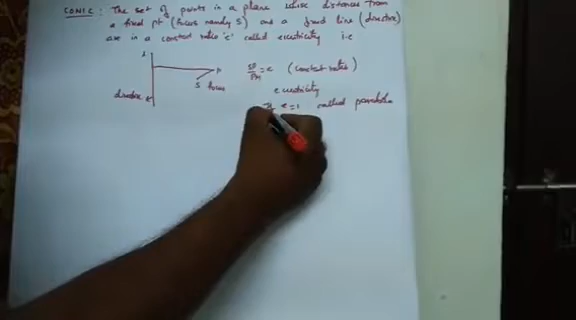 CONIC : The set of points in a plane whose distances from
a fixed pt (focus namely S) and a fixed line (directrix)
are in a constant ratio 'e' called eccentricity i.e
P
S focus
directrix
SP/PM = e (constant ratio)
eccentricity
If e=1 called parabola